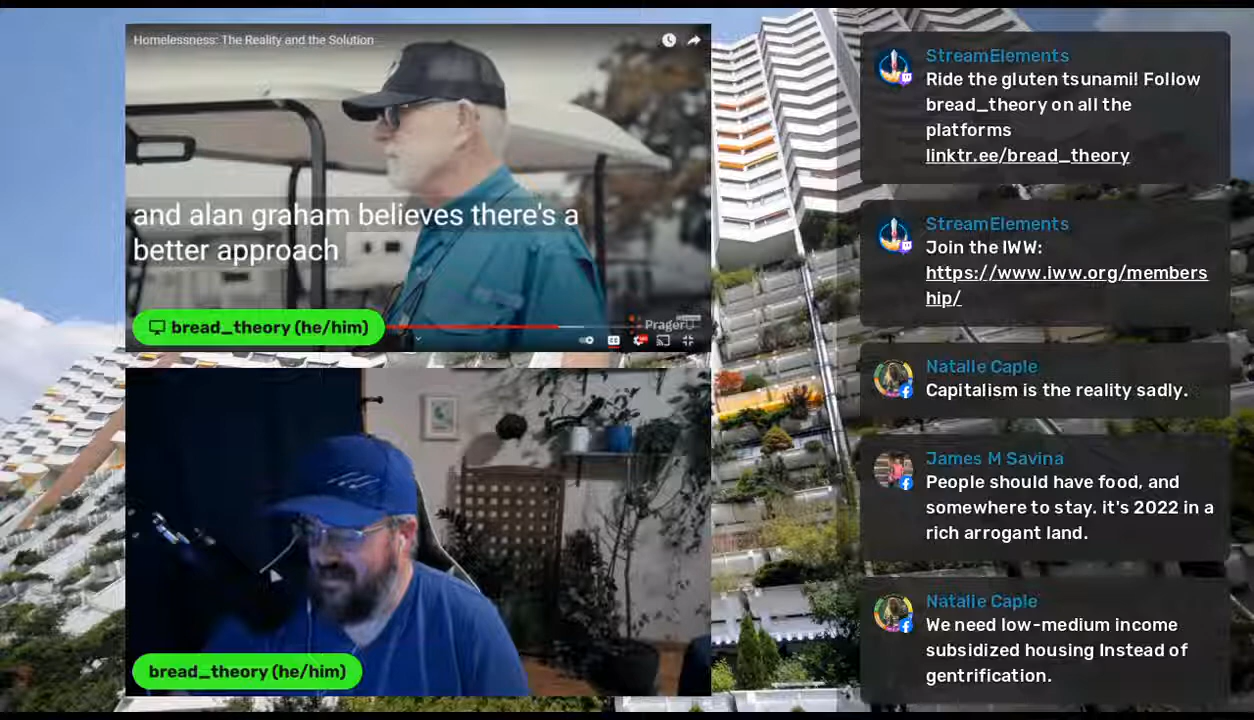 Homelessness: The Reality and the Solution
and alan graham believes there's a
better approach
bread_theory (he/him)
PragerU
CC
bread_theory (he/him)
StreamElements
Ride the gluten tsunami! Follow
bread_theory on all the
platforms
linktr.ee/bread_theory
StreamElements
Join the IWW:
https://www.iww.org/members
hip/
Natalie Caple
Capitalism is the reality sadly.
James M Savina
People should have food, and
somewhere to stay. it's 2022 in a
rich arrogant land.
Natalie Caple
We need low-medium income
subsidized housing Instead of
gentrification.